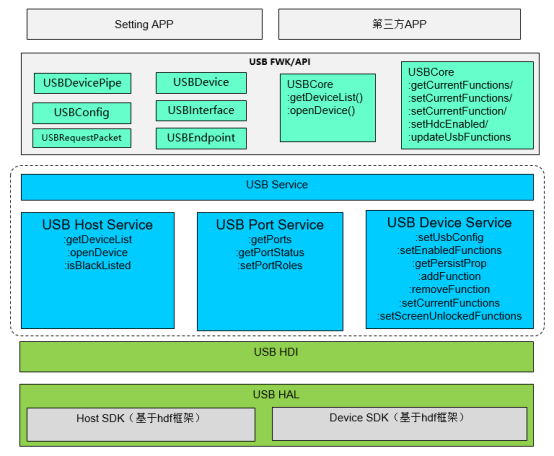 Setting APP
第三方APP
USB FWK/API
USBDevicePipe
USBConfig
USBRequestPacket
USBDevice
USBInterface
USBEndpoint
USBCore
:getDeviceList()
:openDevice()
USBCore
:getCurrentFunctions/
:setCurrentFunctions/
:setCurrentFunction/
:setHdcEnabled/
:updateUsbFunctions
USB Service
USB Host Service
:getDeviceList
:openDevice
:isBlackListed
USB Port Service
:getPorts
:getPortStatus
:setPortRoles
USB Device Service
:setUsbConfig
:setEnabledFunctions
:getPersistProp
:addFunction
:removeFunction
:setCurrentFunctions
:setScreenUnlockedFunctions
USB HDI
USB HAL
Host SDK（基于hdf框架）
Device SDK（基于hdf框架）